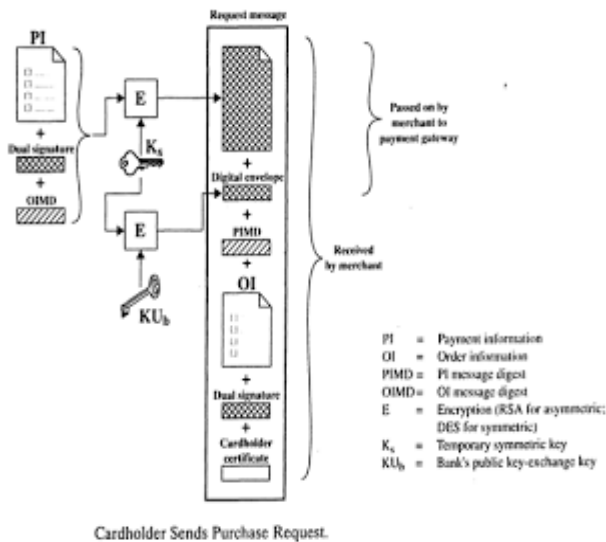 Request message
PI
+
Dual signature
+
OIMD
E
Kₛ
E
KU_b
+
Digital envelope
+
PIMD
+
OI
+
Dual signature
+
Cardholder
certificate
Passed on by
merchant to
payment gateway
Received
by merchant
PI = Payment information
OI = Order information
PIMD = PI message digest
OIMD = OI message digest
E = Encryption (RSA for asymmetric;
DES for symmetric)
Kₛ = Temporary symmetric key
KU_b = Bank's public key-exchange key
Cardholder Sends Purchase Request.